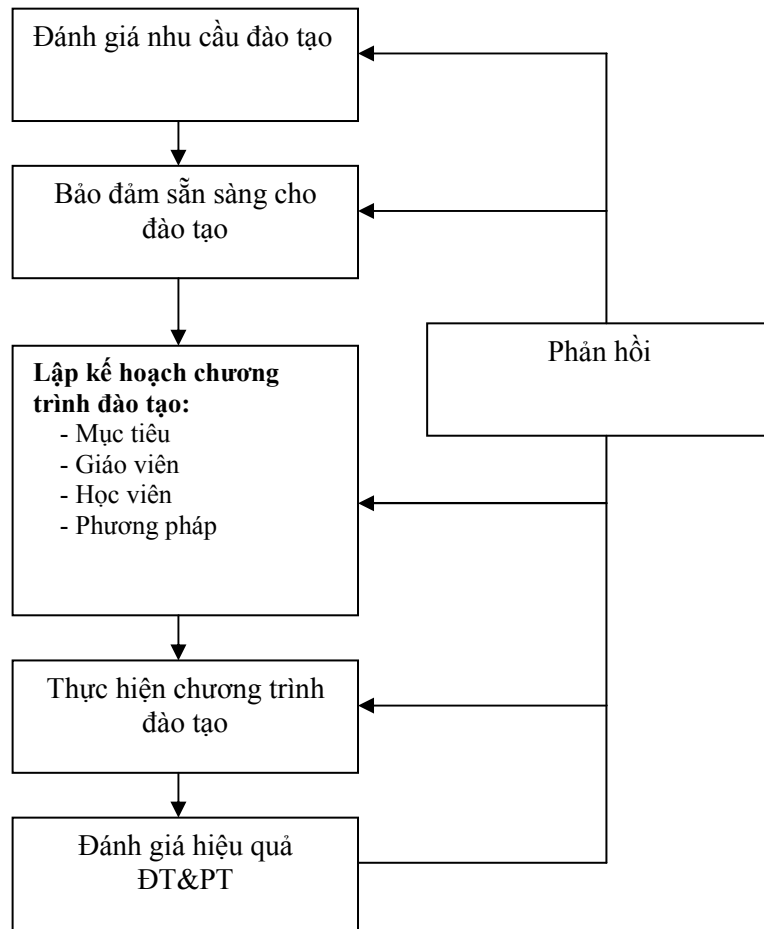 Đánh giá nhu cầu đào tạo
Bảo đảm sẵn sàng cho
đào tạo
Lập kế hoạch chương
trình đào tạo:
- Mục tiêu
- Giáo viên
- Học viên
- Phương pháp
Phản hồi
Thực hiện chương trình
đào tạo
Đánh giá hiệu quả
ĐT&PT